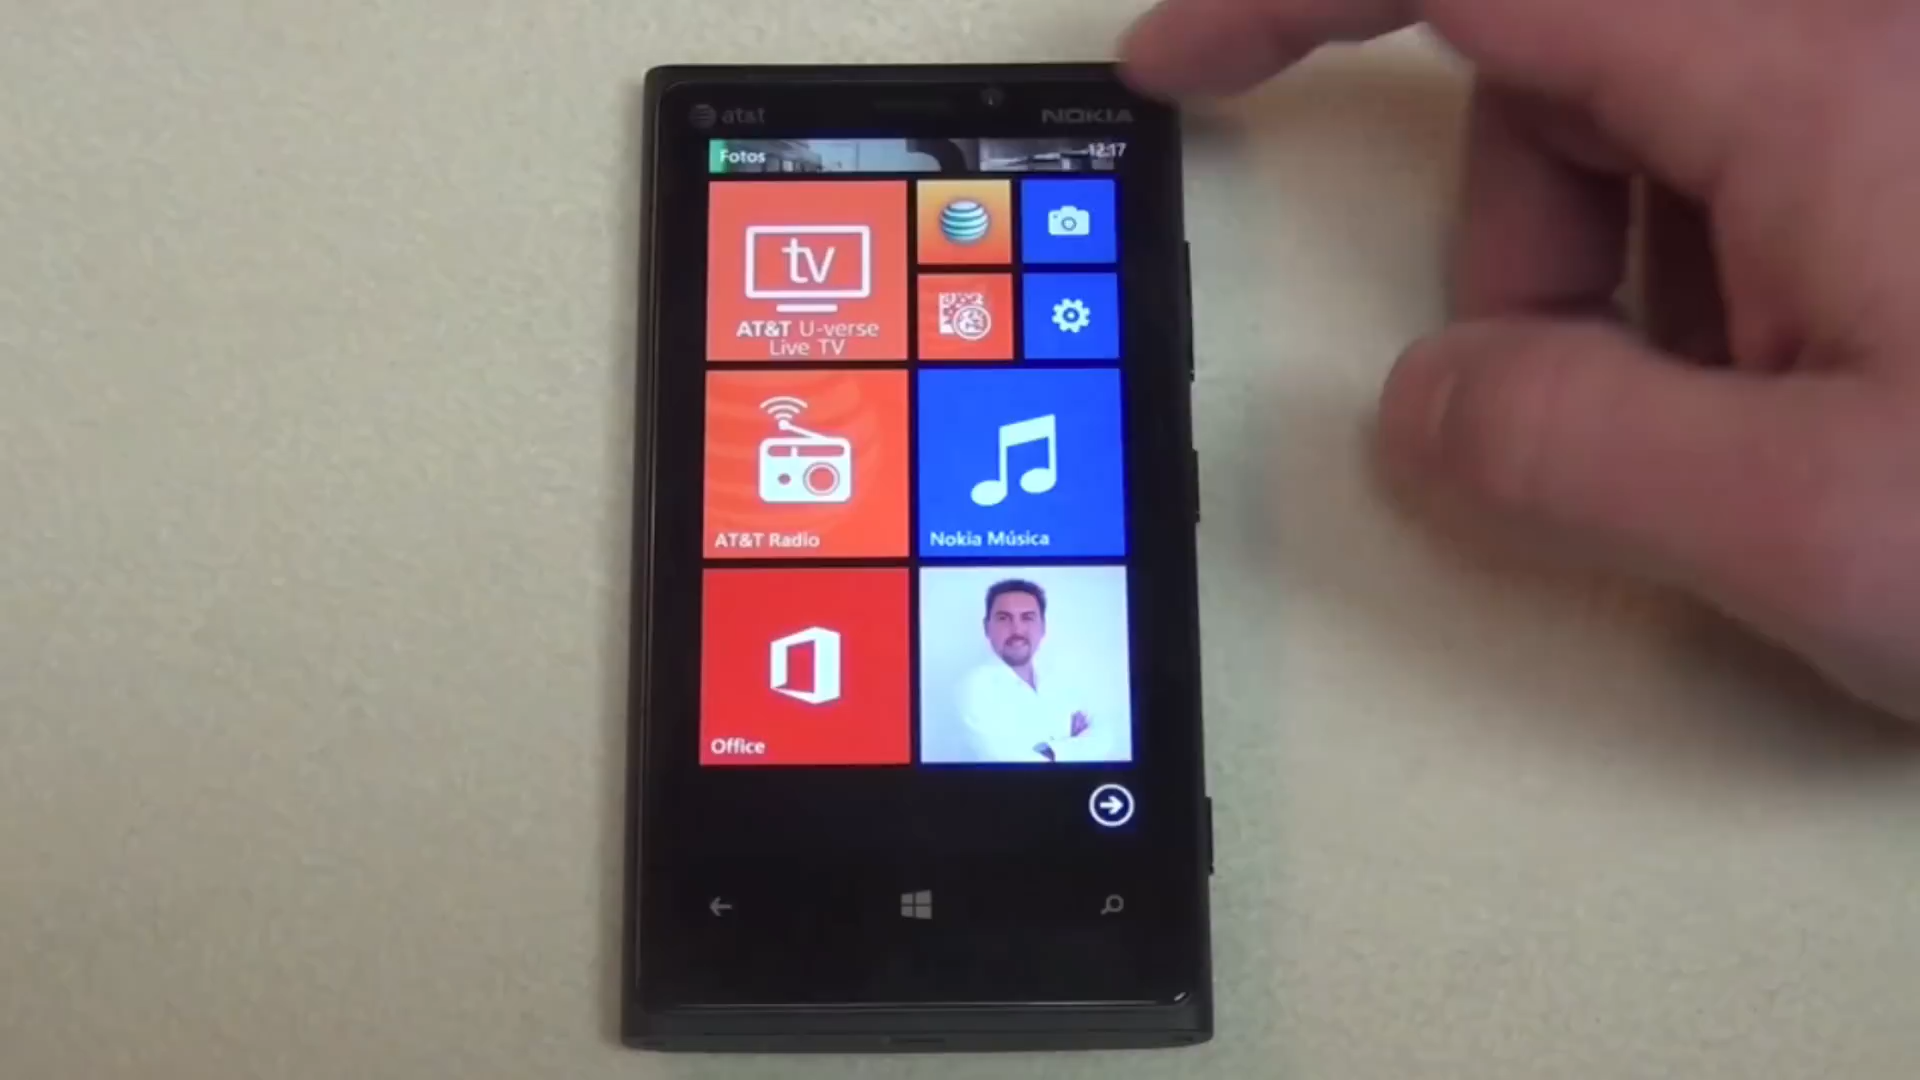 at&t
NOKIA
Fotos
12:17
tv
AT&T U-verse
Live TV
AT&T Radio
Nokia Música
Office